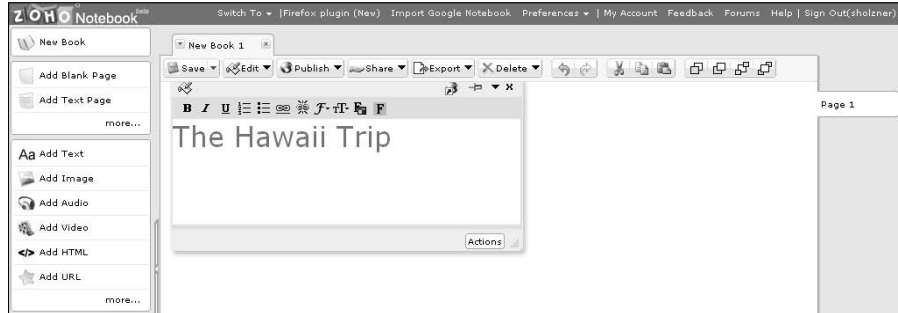 ZOHO Notebook beta
Switch To | Firefox plugin (New) Import Google Notebook Preferences | My Account Feedback Forums Help | Sign Out(sholzner)
New Book
New Book 1
Add Blank Page
Save Edit Publish Share Export Delete
Add Text Page
Page 1
more...
B I U F TT F
The Hawaii Trip
Aa Add Text
Add Image
Add Audio
Add Video
Actions
</> Add HTML
Add URL
more...